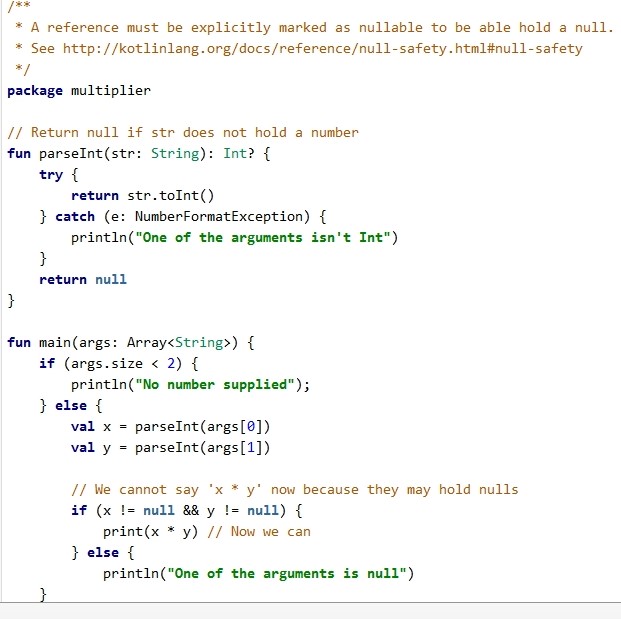 /**
 * A reference must be explicitly marked as nullable to be able hold a null.
 * See http://kotlinlang.org/docs/reference/null-safety.html#null-safety
 */
package multiplier

// Return null if str does not hold a number
fun parseInt(str: String): Int? {
    try {
        return str.toInt()
    } catch (e: NumberFormatException) {
        println("One of the arguments isn't Int")
    }
    return null
}

fun main(args: Array<String>) {
    if (args.size < 2) {
        println("No number supplied");
    } else {
        val x = parseInt(args[0])
        val y = parseInt(args[1])

        // We cannot say 'x * y' now because they may hold nulls
        if (x != null && y != null) {
            print(x * y) // Now we can
        } else {
            println("One of the arguments is null")
        }